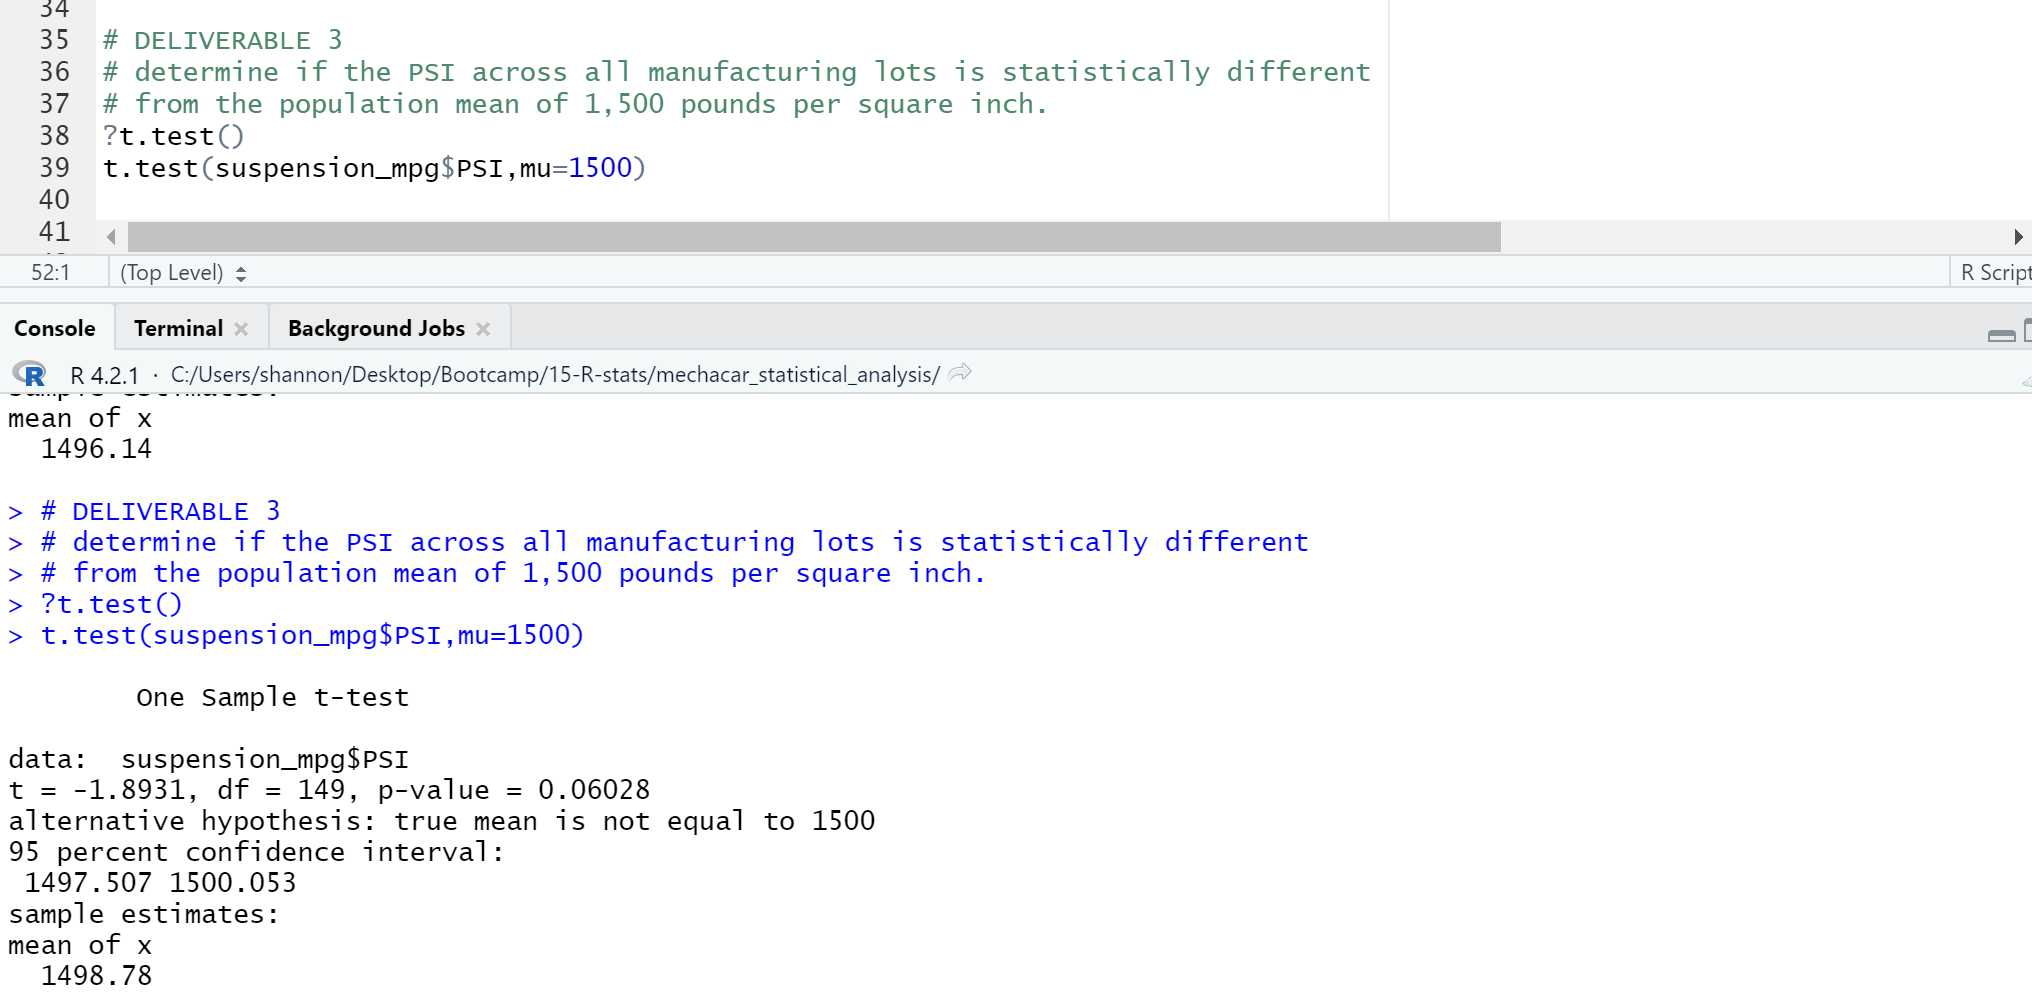 34
35 # DELIVERABLE 3
36 # determine if the PSI across all manufacturing lots is statistically different
37 # from the population mean of 1,500 pounds per square inch.
38 ?t.test()
39 t.test(suspension_mpg$PSI,mu=1500)
40
41
52:1 (Top Level) R Script
Console Terminal Background Jobs
R R 4.2.1 · C:/Users/shannon/Desktop/Bootcamp/15-R-stats/mechacar_statistical_analysis/
sample estimates:
mean of x
1496.14
> # DELIVERABLE 3
> # determine if the PSI across all manufacturing lots is statistically different
> # from the population mean of 1,500 pounds per square inch.
> ?t.test()
> t.test(suspension_mpg$PSI,mu=1500)
One Sample t-test
data: suspension_mpg$PSI
t = -1.8931, df = 149, p-value = 0.06028
alternative hypothesis: true mean is not equal to 1500
95 percent confidence interval:
1497.507 1500.053
sample estimates:
mean of x
1498.78